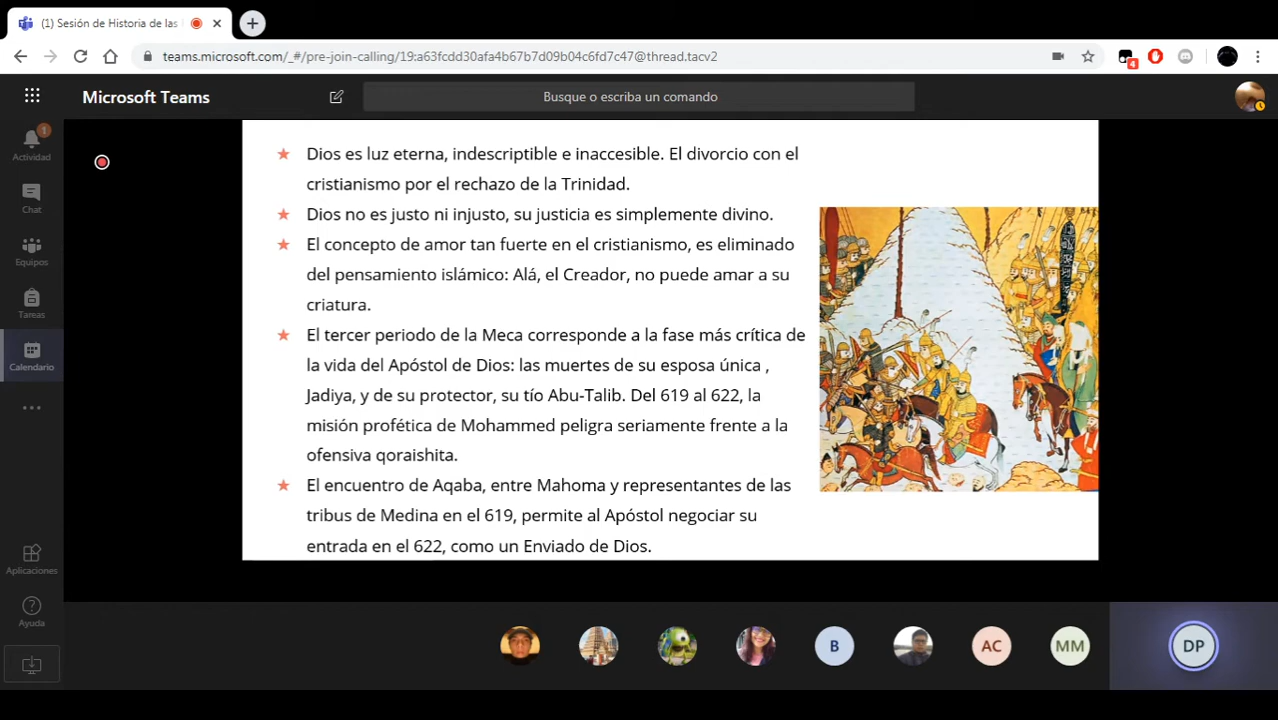 (1) Sesión de Historia de las
teams.microsoft.com/_#/pre-join-calling/19:a63fcdd30afa4b67b7d09b04c6fd7c47@thread.tacv2
4
Microsoft Teams
Busque o escriba un comando
1
Actividad
Chat
Equipos
Tareas
Calendario
Aplicaciones
Ayuda
Dios es luz eterna, indescriptible e inaccesible. El divorcio con el
cristianismo por el rechazo de la Trinidad.
Dios no es justo ni injusto, su justicia es simplemente divino.
El concepto de amor tan fuerte en el cristianismo, es eliminado
del pensamiento islámico: Alá, el Creador, no puede amar a su
criatura.
El tercer periodo de la Meca corresponde a la fase más crítica de
la vida del Apóstol de Dios: las muertes de su esposa única ,
Jadiya, y de su protector, su tío Abu-Talib. Del 619 al 622, la
misión profética de Mohammed peligra seriamente frente a la
ofensiva qoraishita.
El encuentro de Aqaba, entre Mahoma y representantes de las
tribus de Medina en el 619, permite al Apóstol negociar su
entrada en el 622, como un Enviado de Dios.
B
AC
MM
DP